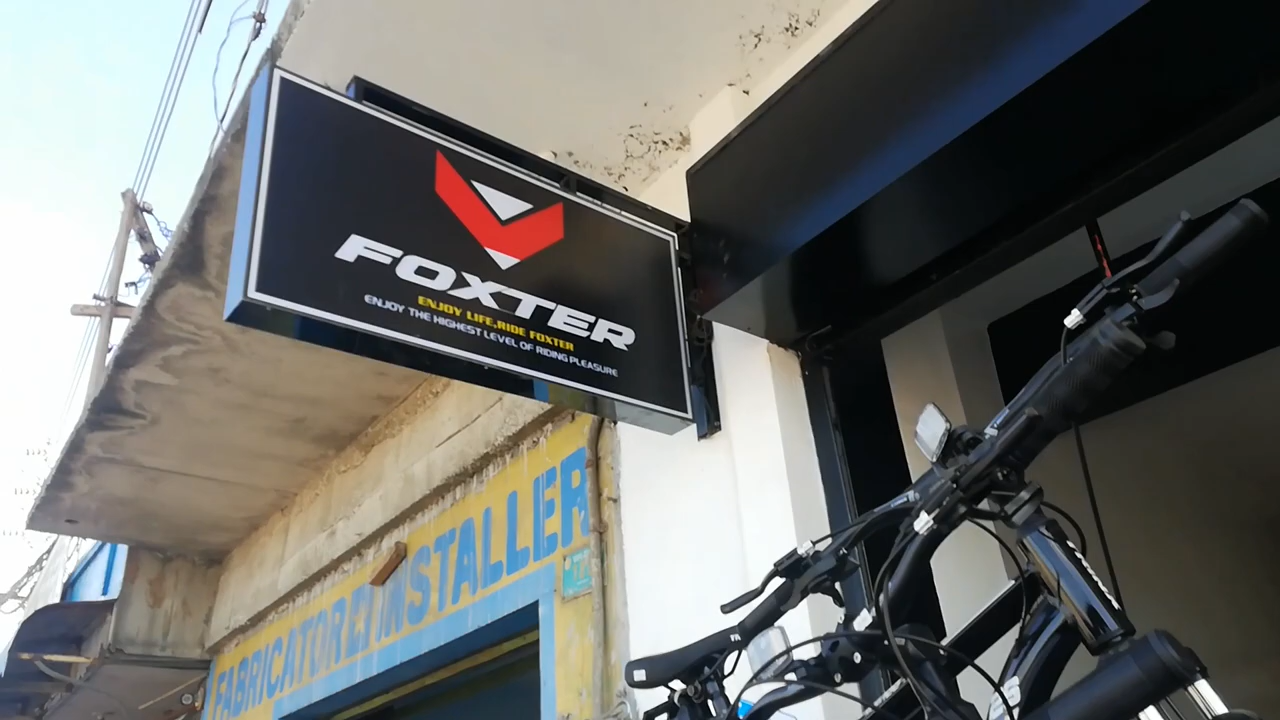 FOXTER
ENJOY LIFE,RIDE FOXTER
ENJOY THE HIGHEST LEVEL OF RIDING PLEASURE
FABRICATOR & INSTALLER